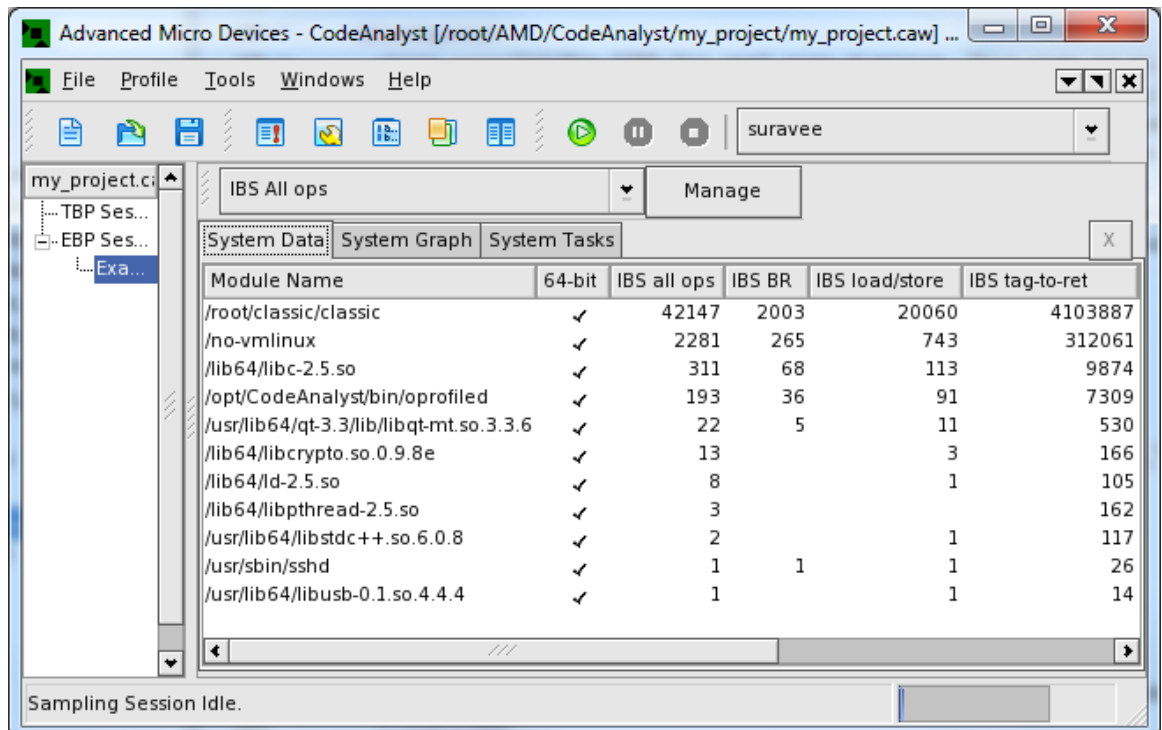 Advanced Micro Devices - CodeAnalyst [/root/AMD/CodeAnalyst/my_project/my_project.caw] ...
File Profile Tools Windows Help
suravee
my_project.c
TBP Ses...
EBP Ses...
Exa...
IBS All ops Manage
System Data System Graph System Tasks X
Module Name 64-bit IBS all ops IBS BR IBS load/store IBS tag-to-ret
/root/classic/classic ✓ 42147 2003 20060 4103887
/no-vmlinux ✓ 2281 265 743 312061
/lib64/libc-2.5.so ✓ 311 68 113 9874
/opt/CodeAnalyst/bin/oprofiled ✓ 193 36 91 7309
/usr/lib64/qt-3.3/lib/libqt-mt.so.3.3.6 ✓ 22 5 11 530
/lib64/libcrypto.so.0.9.8e ✓ 13 3 166
/lib64/ld-2.5.so ✓ 8 1 105
/lib64/libpthread-2.5.so ✓ 3 162
/usr/lib64/libstdc++.so.6.0.8 ✓ 2 1 117
/usr/sbin/sshd ✓ 1 1 1 26
/usr/lib64/libusb-0.1.so.4.4.4 ✓ 1 1 14
Sampling Session Idle.